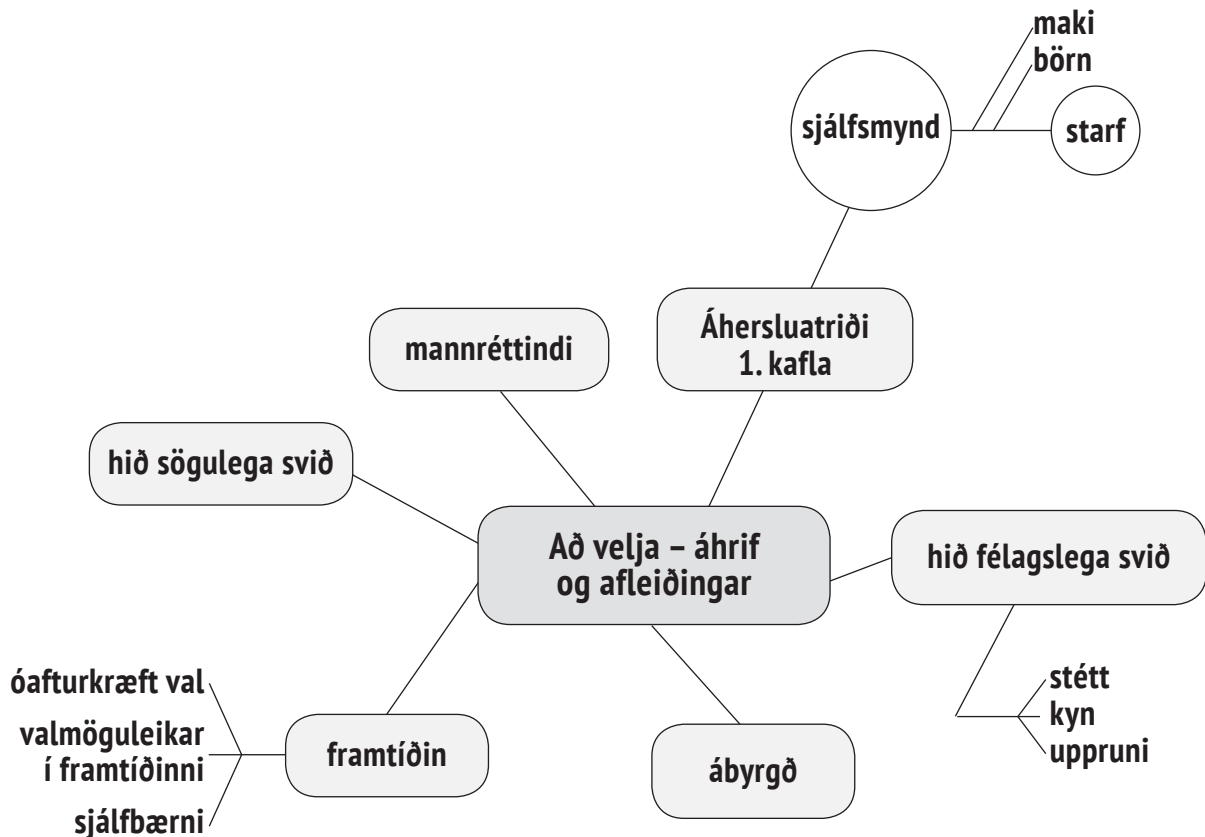 maki
börn
sjálfsmynd
starf
Áhersluatriði
1. kafla
mannréttindi
hið sögulega svið
Að velja – áhrif
og afleiðingar
hið félagslega svið
óafturkræft val
valmöguleikar
í framtíðinni
sjálfbærni
framtíðin
ábyrgð
stétt
kyn
uppruni